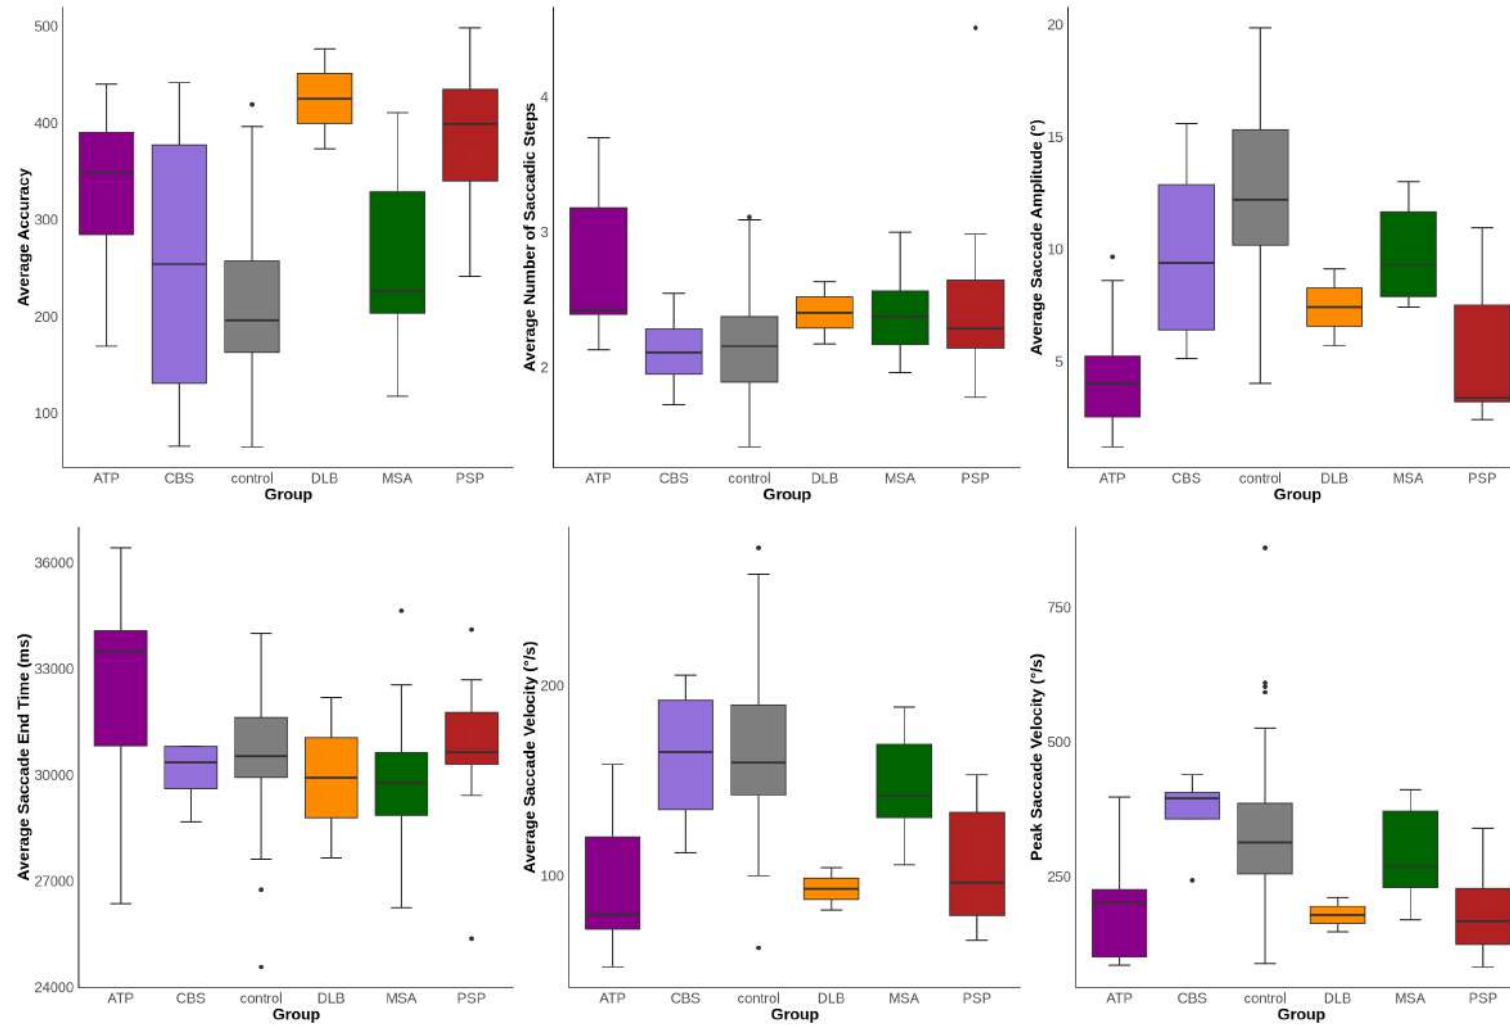 Average Accuracy
500
400
300
200
100
ATP CBS control DLB MSA PSP
Group
Average Number of Saccadic Steps
4
3
2
ATP CBS control DLB MSA PSP
Group
Average Saccade Amplitude (°)
20
15
10
5
ATP CBS control DLB MSA PSP
Group
Average Saccade End Time (ms)
36000
33000
30000
27000
24000
ATP CBS control DLB MSA PSP
Group
Average Saccade Velocity (°/s)
200
100
ATP CBS control DLB MSA PSP
Group
Peak Saccade Velocity (°/s)
750
500
250
ATP CBS control DLB MSA PSP
Group